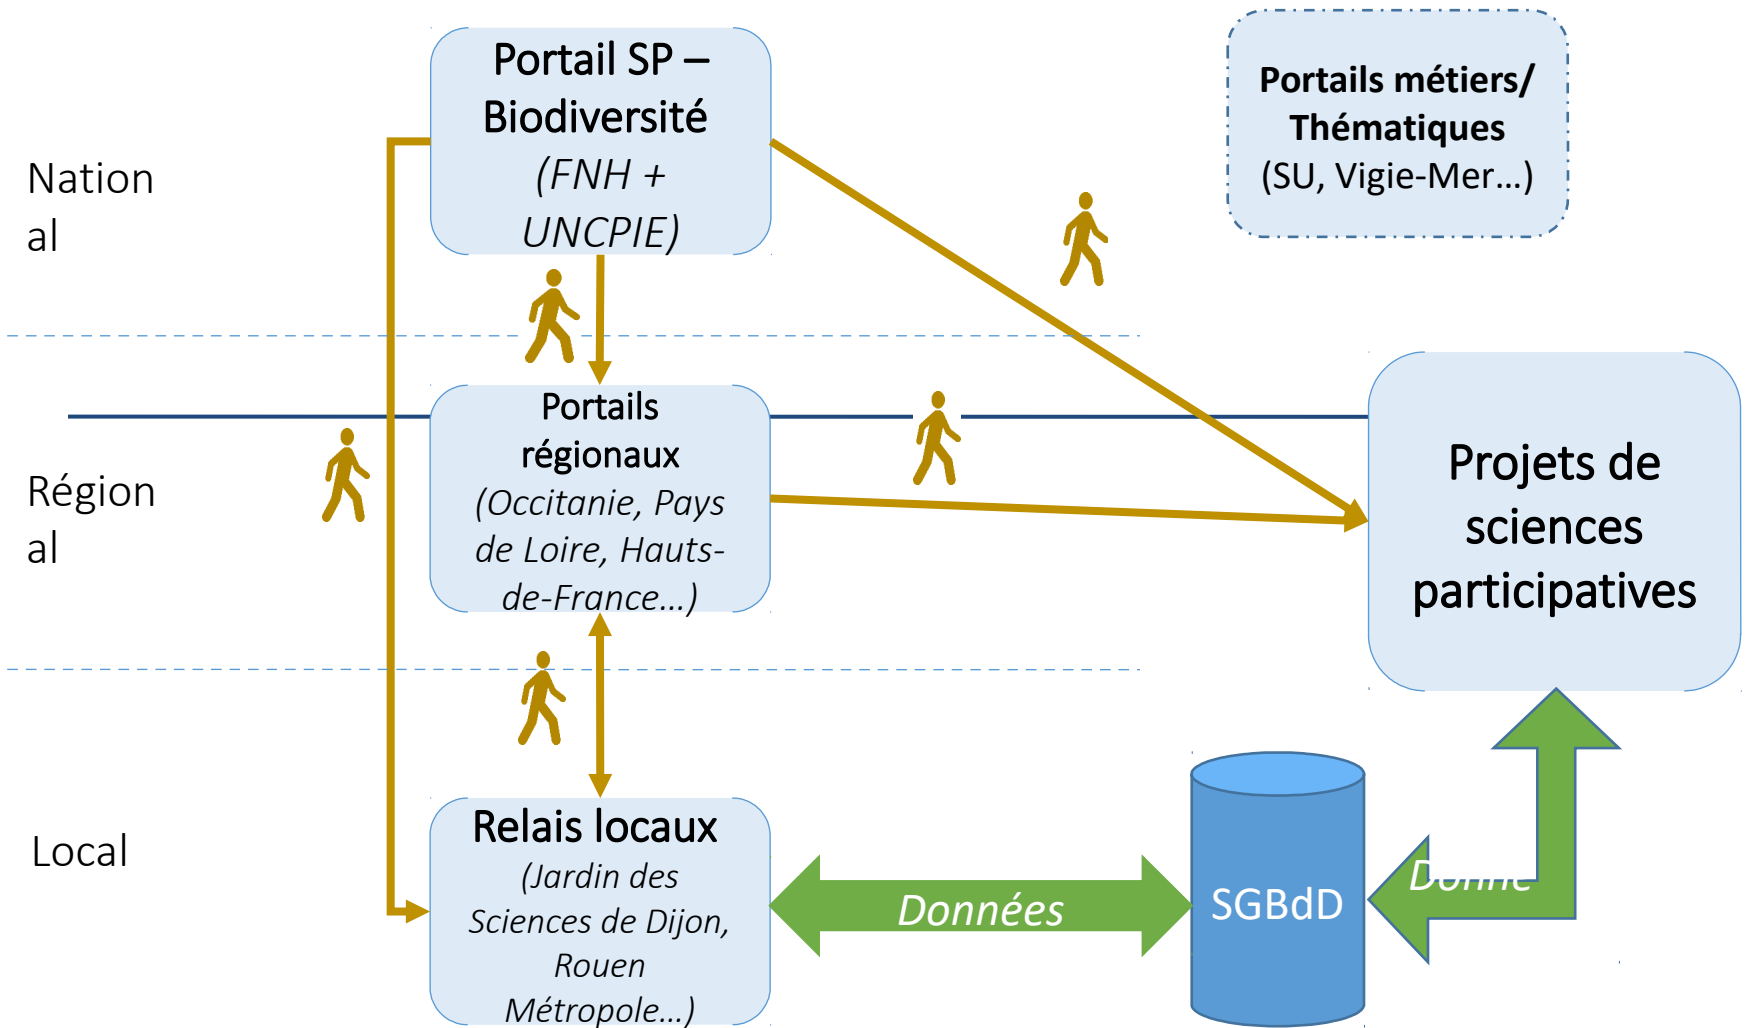 Portail SP –
Biodiversité
(FNH +
UNCPIE)
Portails métiers/
Thématiques
(SU, Vigie-Mer...)
Nation
al
Portails
régionaux
(Occitanie, Pays
de Loire, Hauts-
de-France...)
Région
al
Projets de
sciences
participatives
Local
Relais locaux
(Jardin des
Sciences de Dijon,
Rouen
Métropole...)
Données
SGBdD
Donné